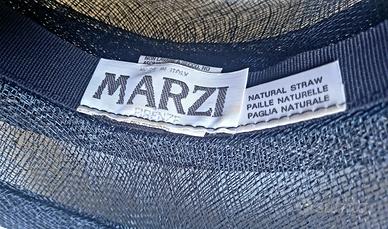 MADE IN ITALY
MARZI
FIRENZE
NATURAL STRAW
PAILLE NATURELLE
PAGLIA NATURALE